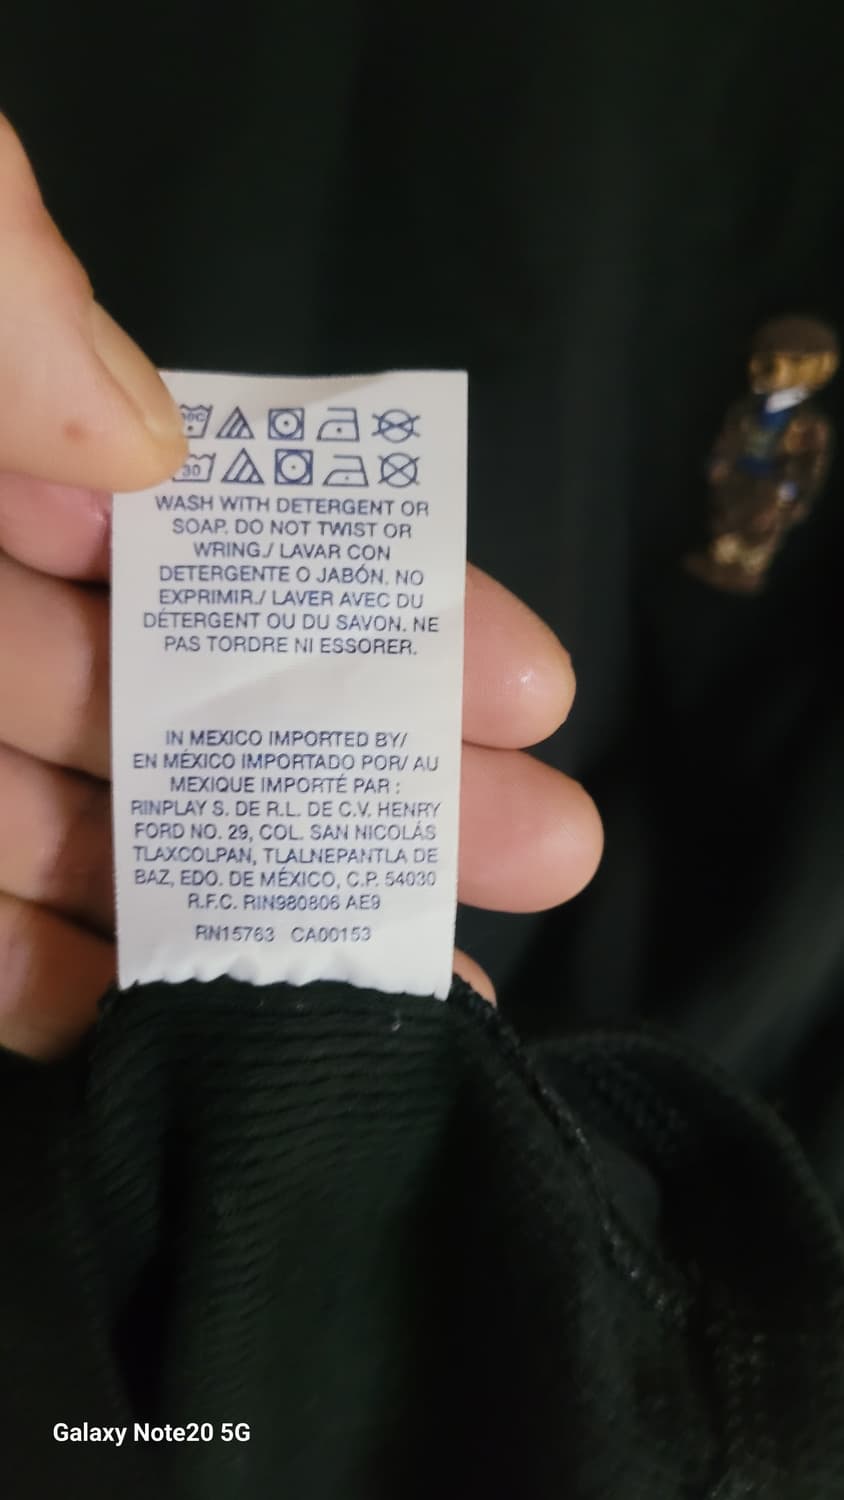 30C
30
WASH WITH DETERGENT OR
SOAP. DO NOT TWIST OR
WRING./ LAVAR CON
DETERGENTE O JABÓN. NO
EXPRIMIR./ LAVER AVEC DU
DÉTERGENT OU DU SAVON. NE
PAS TORDRE NI ESSORER.
IN MEXICO IMPORTED BY/
EN MÉXICO IMPORTADO POR/ AU
MEXIQUE IMPORTÉ PAR :
RINPLAY S. DE R.L. DE C.V. HENRY
FORD NO. 29, COL. SAN NICOLÁS
TLAXCOLPAN, TLALNEPANTLA DE
BAZ, EDO. DE MÉXICO, C.P. 54030
R.F.C. RIN980806 AE9
RN15763 CA00153
Galaxy Note20 5G